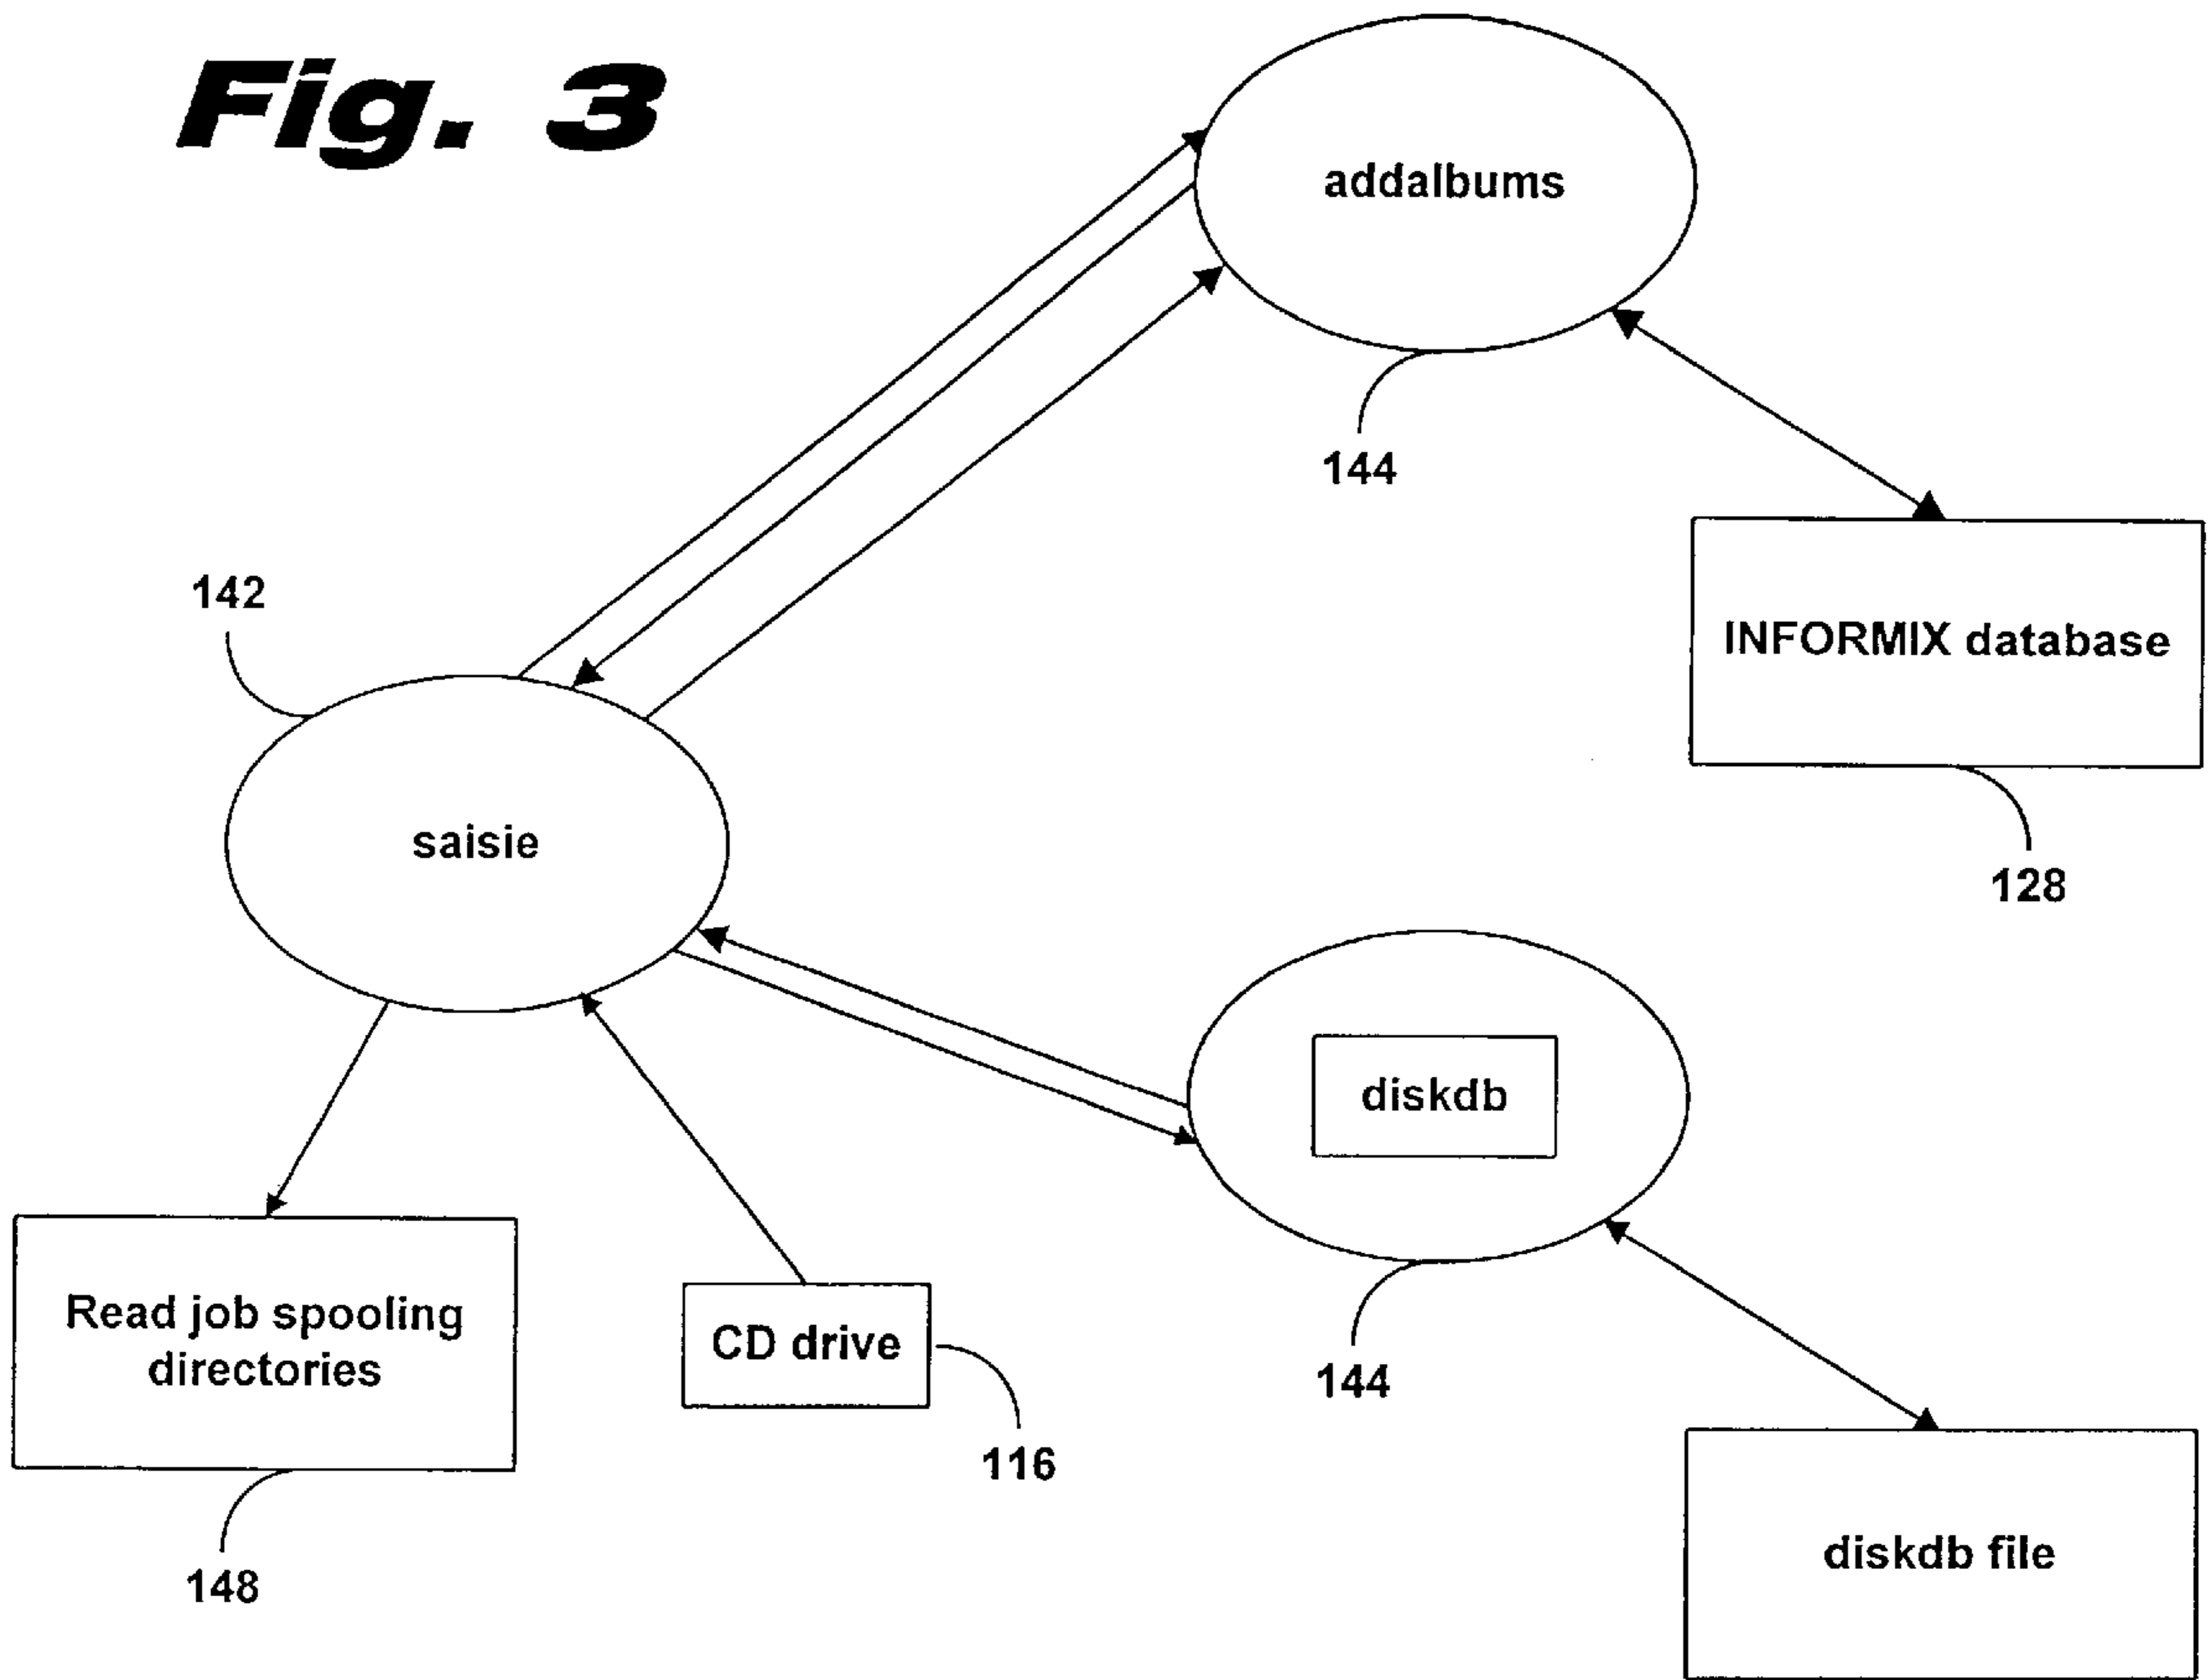 Fig. 3
addalbums
144
INFORMIX database
128
142
saisie
diskdb
144
diskdb file
Read job spooling
directories
148
CD drive
116